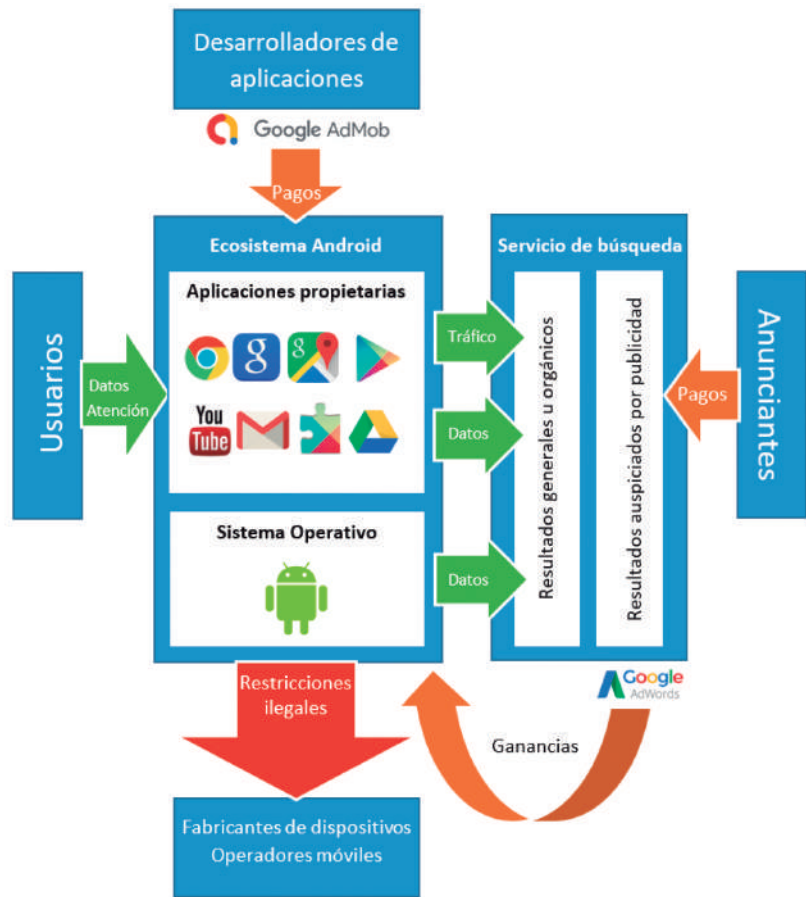 Desarrolladores de
aplicaciones
Google AdMob
Pagos
Ecosistema Android
Aplicaciones propietarias
g
g
You
Tube
Sistema Operativo
Usuarios
Datos
Atención
Tráfico
Datos
Datos
Servicio de búsqueda
Resultados generales u orgánicos
Resultados auspiciados por publicidad
Pagos
Anunciantes
Google
AdWords
Ganancias
Restricciones
ilegales
Fabricantes de dispositivos
Operadores móviles